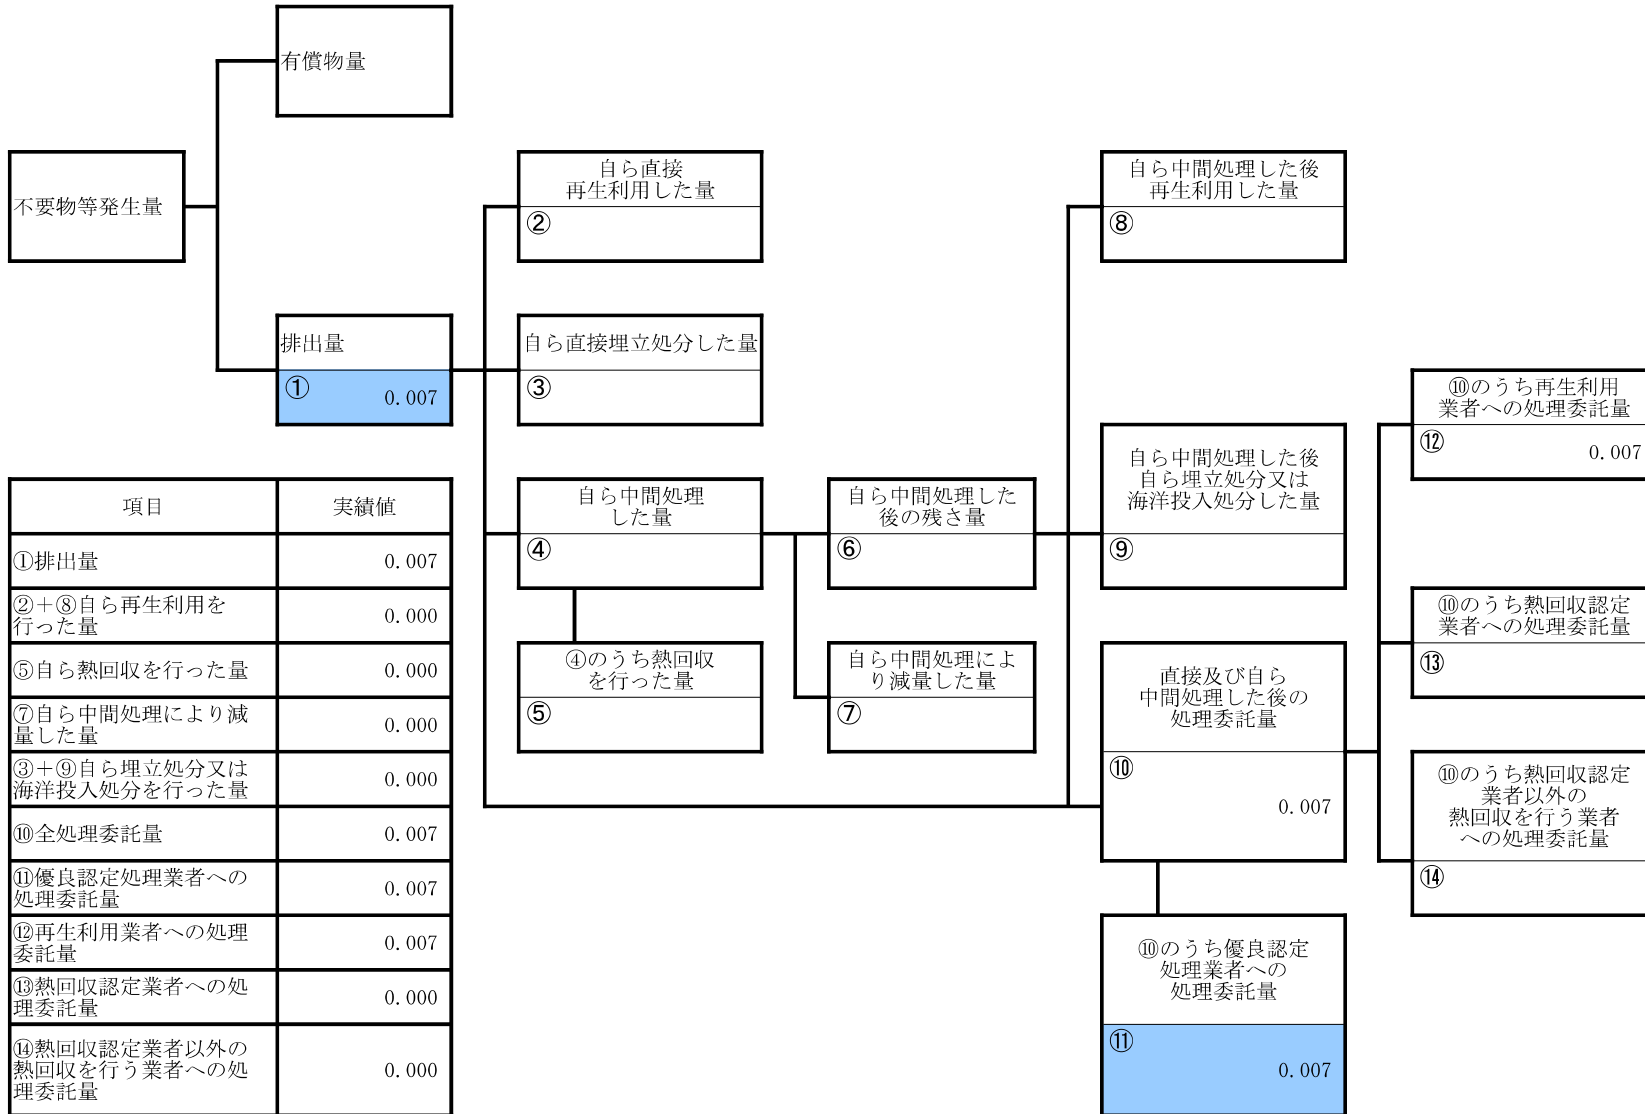 有償物量
不要物等発生量
排出量
①
0.007
自ら直接
再生利用した量
②
自ら直接埋立処分した量
③
自ら中間処理
した量
④
④のうち熱回収
を行った量
⑤
自ら中間処理した
後の残さ量
⑥
自ら中間処理によ
り減量した量
⑦
自ら中間処理した後
再生利用した量
⑧
自ら中間処理した後
自ら埋立処分又は
海洋投入処分した量
⑨
直接及び自ら
中間処理した後の
処理委託量
⑩
0.007
⑩のうち優良認定
処理業者への
処理委託量
⑪
0.007
⑩のうち再生利用
業者への処理委託量
⑫
0.007
⑩のうち熱回収認定
業者への処理委託量
⑬
⑩のうち熱回収認定
業者以外の
熱回収を行う業者
への処理委託量
⑭
項目 実績値
①排出量 0.007
②+⑧自ら再生利用を
行った量 0.000
⑤自ら熱回収を行った量 0.000
⑦自ら中間処理により減
量した量 0.000
③+⑨自ら埋立処分又は
海洋投入処分を行った量 0.000
⑩全処理委託量 0.007
⑪優良認定処理業者への
処理委託量 0.007
⑫再生利用業者への処理
委託量 0.007
⑬熱回収認定業者への処
理委託量 0.000
⑭熱回収認定業者以外の
熱回収を行う業者への処
理委託量 0.000